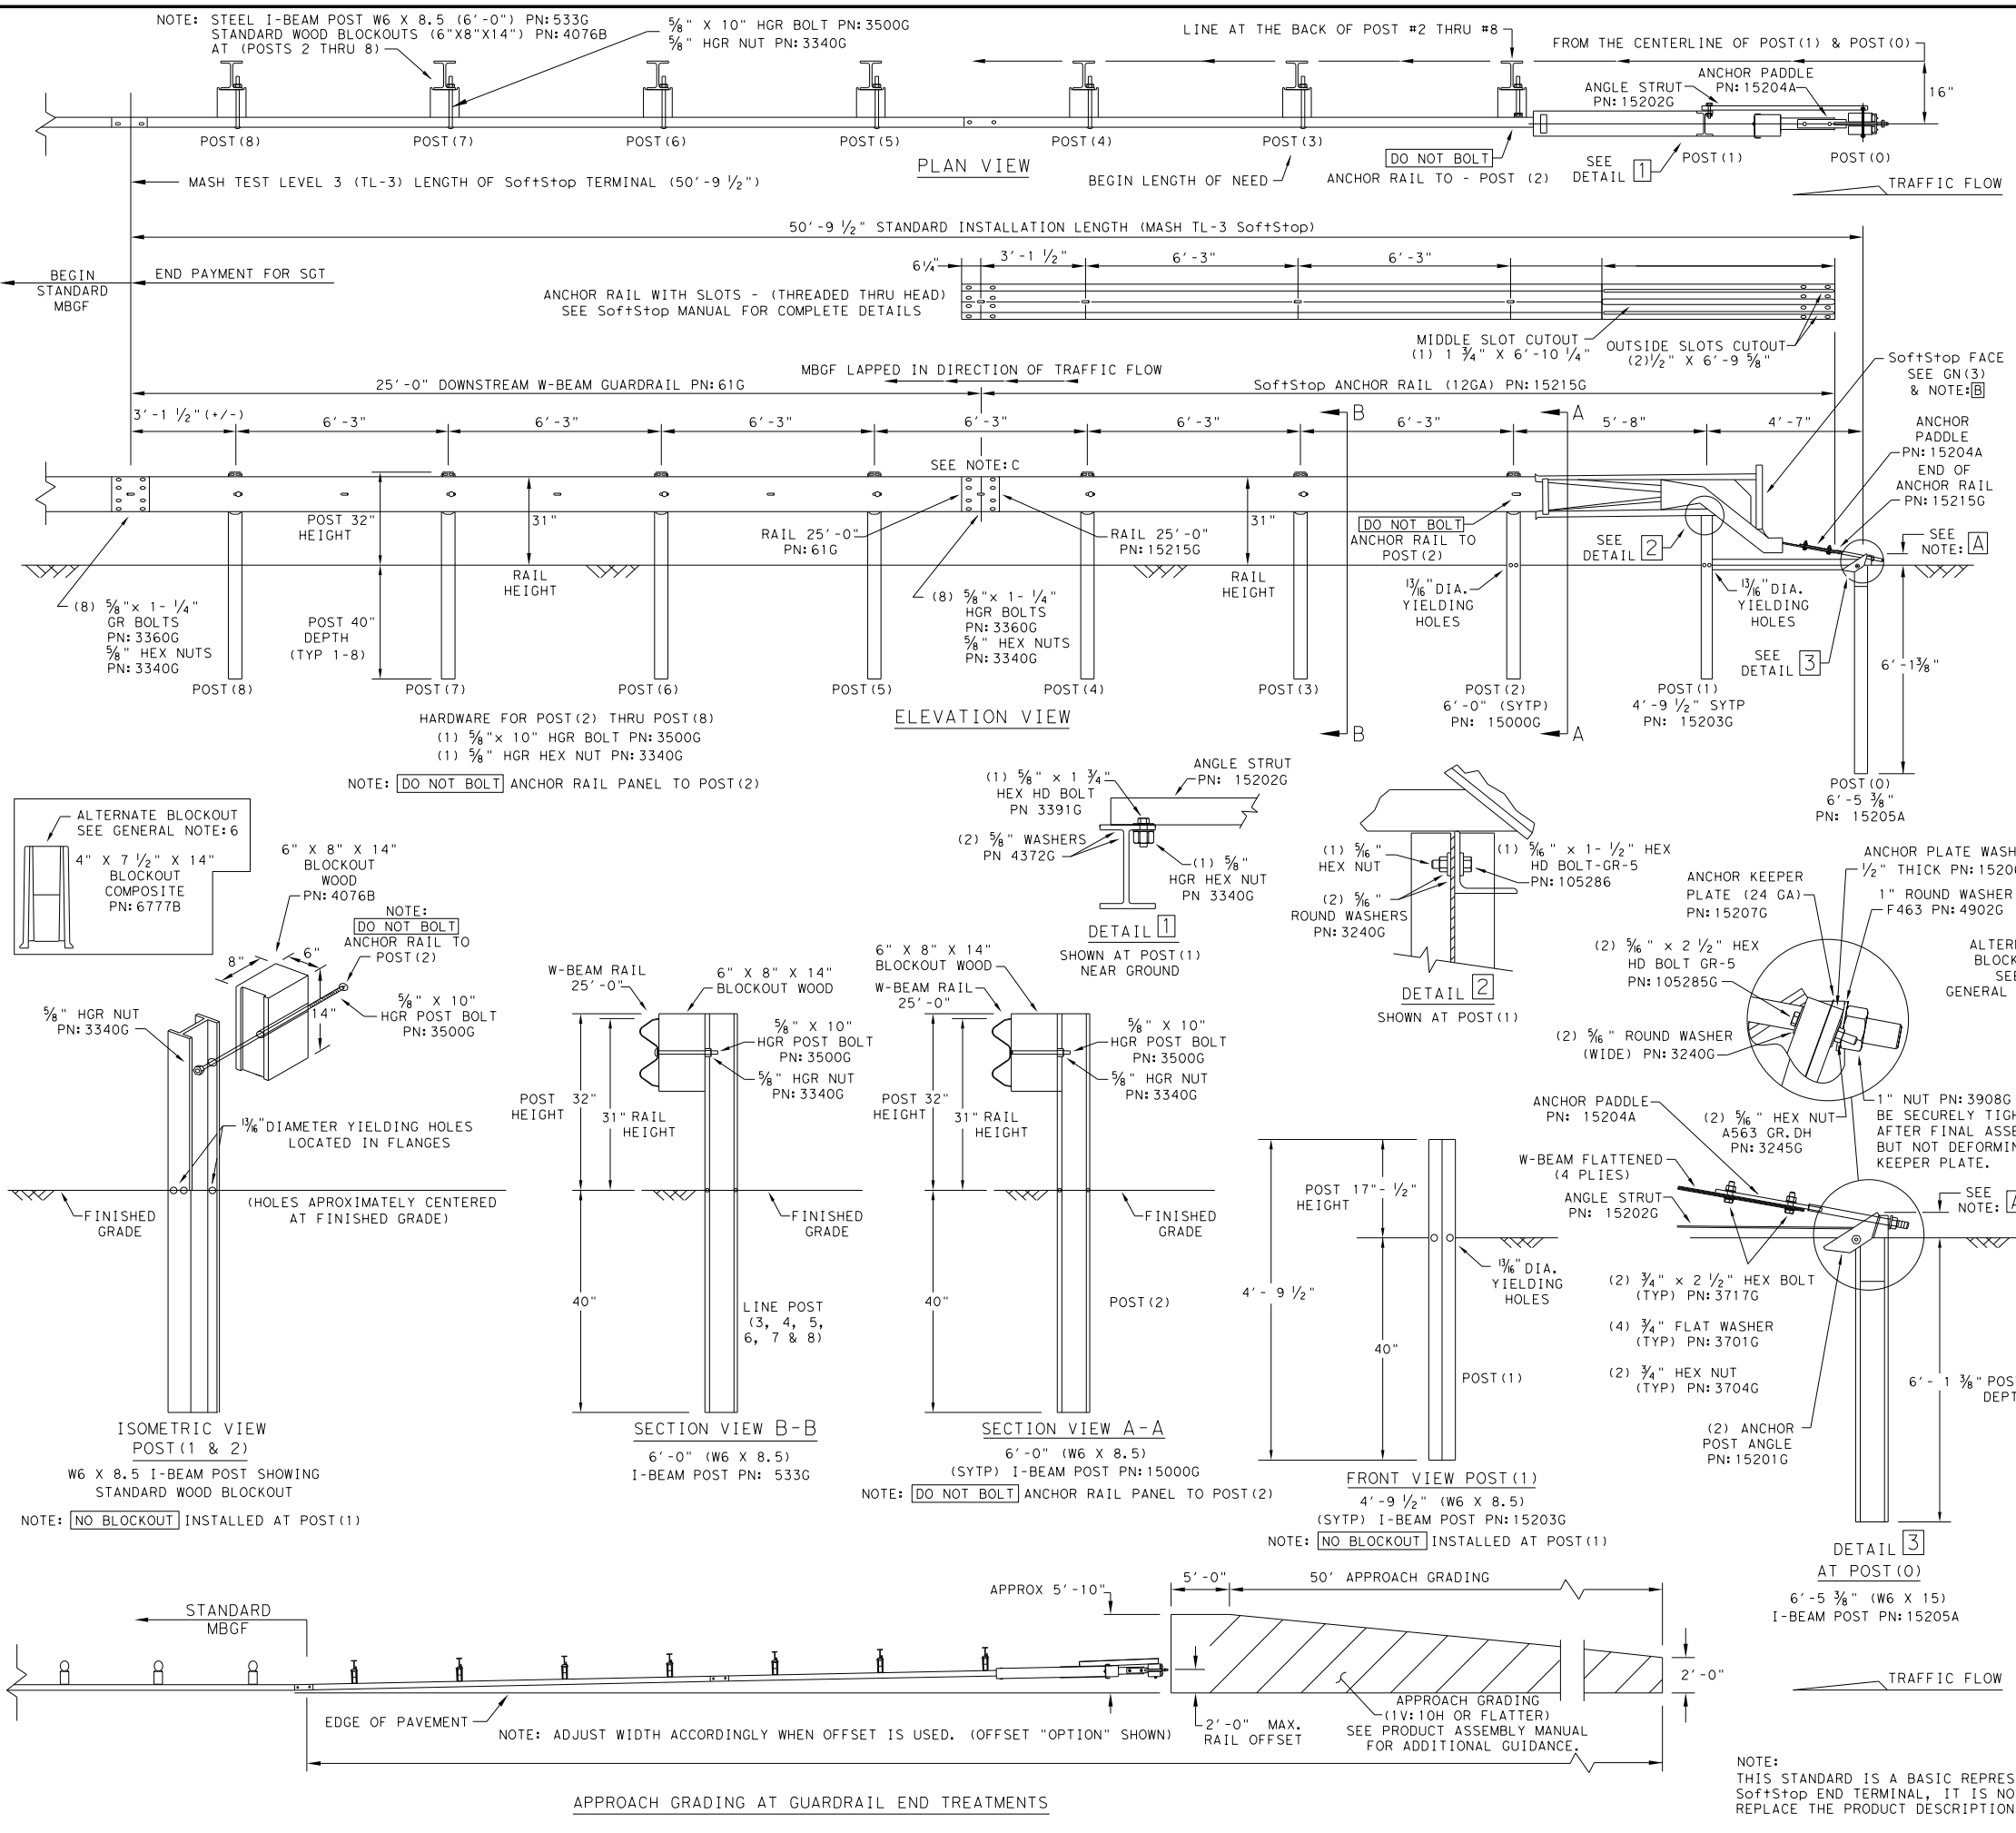 NOTE: STEEL I-BEAM POST W6 X 8.5 (6'-0") PN:533G
STANDARD WOOD BLOCKOUTS (6"X8"X14") PN:4076B
AT (POSTS 2 THRU 8)
5/8" X 10" HGR BOLT PN:3500G
5/8" HGR NUT PN:3340G
LINE AT THE BACK OF POST #2 THRU #8
FROM THE CENTERLINE OF POST(1) & POST(0)
ANCHOR PADDLE
PN:15204A
ANGLE STRUT
PN:15202G
16"
POST(8)
POST(7)
POST(6)
POST(5)
POST(4)
POST(3)
POST(1)
POST(0)
PLAN VIEW
DO NOT BOLT
ANCHOR RAIL TO - POST (2)
SEE
DETAIL 1
BEGIN LENGTH OF NEED
MASH TEST LEVEL 3 (TL-3) LENGTH OF SoftStop TERMINAL (50'-9 1/2")
TRAFFIC FLOW
50'-9 1/2" STANDARD INSTALLATION LENGTH (MASH TL-3 SoftStop)
BEGIN
STANDARD
MBGF
END PAYMENT FOR SGT
6 1/4"
3'-1 1/2"
6'-3"
6'-3"
ANCHOR RAIL WITH SLOTS - (THREADED THRU HEAD)
SEE SoftStop MANUAL FOR COMPLETE DETAILS
MIDDLE SLOT CUTOUT
(1) 1 3/4" X 6'-10 1/4"
OUTSIDE SLOTS CUTOUT
(2)1/2" X 6'-9 5/8"
SoftStop FACE
SEE GN(3)
& NOTE:B
MBGF LAPPED IN DIRECTION OF TRAFFIC FLOW
25'-0" DOWNSTREAM W-BEAM GUARDRAIL PN:61G
SoftStop ANCHOR RAIL (12GA) PN:15215G
3'-1 1/2"(+/-)
6'-3"
6'-3"
6'-3"
6'-3"
6'-3"
6'-3"
5'-8"
4'-7"
B
A
ANCHOR
PADDLE
PN:15204A
END OF
ANCHOR RAIL
PN:15215G
SEE NOTE:C
POST 32"
HEIGHT
31"
RAIL
HEIGHT
RAIL 25'-0"
PN:61G
RAIL 25'-0"
PN:15215G
31"
RAIL
HEIGHT
DO NOT BOLT
ANCHOR RAIL TO
POST(2)
SEE
DETAIL 2
SEE
NOTE: A
(8) 5/8"x 1- 1/4"
GR BOLTS
PN:3360G
5/8" HEX NUTS
PN:3340G
POST 40"
DEPTH
(TYP 1-8)
(8) 5/8"x 1- 1/4"
HGR BOLTS
PN:3360G
5/8" HEX NUTS
PN:3340G
13/16"DIA.
YIELDING
HOLES
13/16"DIA.
YIELDING
HOLES
SEE
DETAIL 3
6'-1 3/8"
POST(8)
POST(7)
POST(6)
POST(5)
POST(4)
POST(3)
POST(2)
6'-0" (SYTP)
PN: 15000G
POST(1)
4'-9 1/2" SYTP
PN: 15203G
B
A
HARDWARE FOR POST(2) THRU POST(8)
(1) 5/8"x 10" HGR BOLT PN:3500G
(1) 5/8" HGR HEX NUT PN:3340G
ELEVATION VIEW
NOTE: DO NOT BOLT ANCHOR RAIL PANEL TO POST(2)
POST(0)
6'-5 3/8"
PN: 15205A
ALTERNATE BLOCKOUT
SEE GENERAL NOTE:6
4" X 7 1/2" X 14"
BLOCKOUT
COMPOSITE
PN:6777B
6" X 8" X 14"
BLOCKOUT
WOOD
PN:4076B
NOTE:
DO NOT BOLT
ANCHOR RAIL TO
POST(2)
8"
6"
14"
5/8" X 10"
HGR POST BOLT
PN:3500G
5/8" HGR NUT
PN:3340G
13/16"DIAMETER YIELDING HOLES
LOCATED IN FLANGES
(HOLES APROXIMATELY CENTERED
AT FINISHED GRADE)
FINISHED
GRADE
ISOMETRIC VIEW
POST(1 & 2)
W6 X 8.5 I-BEAM POST SHOWING
STANDARD WOOD BLOCKOUT
NOTE: NO BLOCKOUT INSTALLED AT POST(1)
W-BEAM RAIL
25'-0"
6" X 8" X 14"
BLOCKOUT WOOD
5/8" X 10"
HGR POST BOLT
PN:3500G
5/8" HGR NUT
PN:3340G
POST 32"
HEIGHT
31" RAIL
HEIGHT
FINISHED
GRADE
40"
LINE POST
(3, 4, 5,
6, 7 & 8)
SECTION VIEW B-B
6'-0" (W6 X 8.5)
I-BEAM POST PN: 533G
6" X 8" X 14"
BLOCKOUT WOOD
W-BEAM RAIL
25'-0"
5/8" X 10"
HGR POST BOLT
PN:3500G
5/8" HGR NUT
PN:3340G
POST 32"
HEIGHT
31" RAIL
HEIGHT
FINISHED
GRADE
40"
POST(2)
SECTION VIEW A-A
6'-0" (W6 X 8.5)
(SYTP) I-BEAM POST PN:15000G
NOTE: DO NOT BOLT ANCHOR RAIL PANEL TO POST(2)
(1) 5/8" x 1 3/4"
HEX HD BOLT
PN 3391G
ANGLE STRUT
PN: 15202G
(2) 5/8" WASHERS
PN 4372G
(1) 5/8"
HGR HEX NUT
PN 3340G
DETAIL 1
SHOWN AT POST(1)
NEAR GROUND
(1) 5/16"
HEX NUT
(1) 5/16" x 1- 1/2" HEX
HD BOLT-GR-5
PN:105286
(2) 5/16"
ROUND WASHERS
PN:3240G
DETAIL 2
SHOWN AT POST(1)
ANCHOR PLATE
1/2" THICK
ANCHOR KEEPER
PLATE (24 GA)
PN:15207G
1" ROUND WASHER
F463 PN:4902G
(2) 5/16" x 2 1/2" HEX
HD BOLT GR-5
PN:105285G
SEE
GENERAL
(2) 5/16" ROUND WASHER
(WIDE) PN:3240G
ANCHOR PADDLE
PN: 15204A
(2) 5/16" HEX NUT
A563 GR.DH
PN:3245G
1" NUT PN:3908G
BE SECURELY
AFTER FINAL
BUT NOT
KEEPER PLATE.
W-BEAM FLATTENED
(4 PLIES)
ANGLE STRUT
PN: 15202G
SEE
NOTE: A
POST 17"- 1/2"
HEIGHT
13/16"DIA.
YIELDING
HOLES
4'- 9 1/2"
40"
POST(1)
FRONT VIEW POST(1)
4'-9 1/2" (W6 X 8.5)
(SYTP) I-BEAM POST PN:15203G
NOTE: NO BLOCKOUT INSTALLED AT POST(1)
(2) 3/4" x 2 1/2" HEX BOLT
(TYP) PN:3717G
(4) 3/4" FLAT WASHER
(TYP) PN:3701G
(2) 3/4" HEX NUT
(TYP) PN:3704G
(2) ANCHOR
POST ANGLE
PN:15201G
6'- 1 3/8"
DETAIL 3
AT POST(0)
6'-5 3/8" (W6 X 15)
I-BEAM POST PN:15205A
STANDARD
MBGF
APPROX 5'-10"
5'-0"
50' APPROACH GRADING
2'-0"
TRAFFIC FLOW
EDGE OF PAVEMENT
NOTE: ADJUST WIDTH ACCORDINGLY WHEN OFFSET IS USED. (OFFSET "OPTION" SHOWN)
2'-0" MAX.
RAIL OFFSET
APPROACH GRADING
(1V:10H OR FLATTER)
SEE PRODUCT ASSEMBLY MANUAL
FOR ADDITIONAL GUIDANCE.
APPROACH GRADING AT GUARDRAIL END TREATMENTS
NOTE:
THIS STANDARD IS A BASIC
SoftStop END TERMINAL, IT IS
REPLACE THE PRODUCT DESCRIPTION